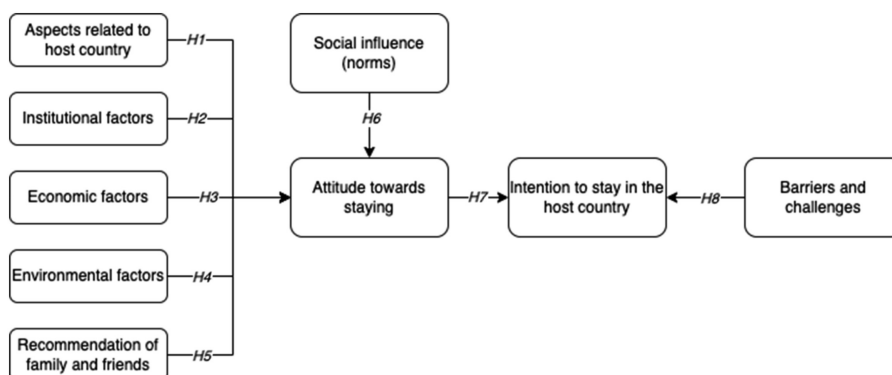 Aspects related to
host country
H1
Social influence
(norms)
Institutional factors
H2
H6
Economic factors
H3
Attitude towards
staying
H7
Intention to stay in the
host country
H8
Barriers and
challenges
Environmental factors
H4
Recommendation of
family and friends
H5